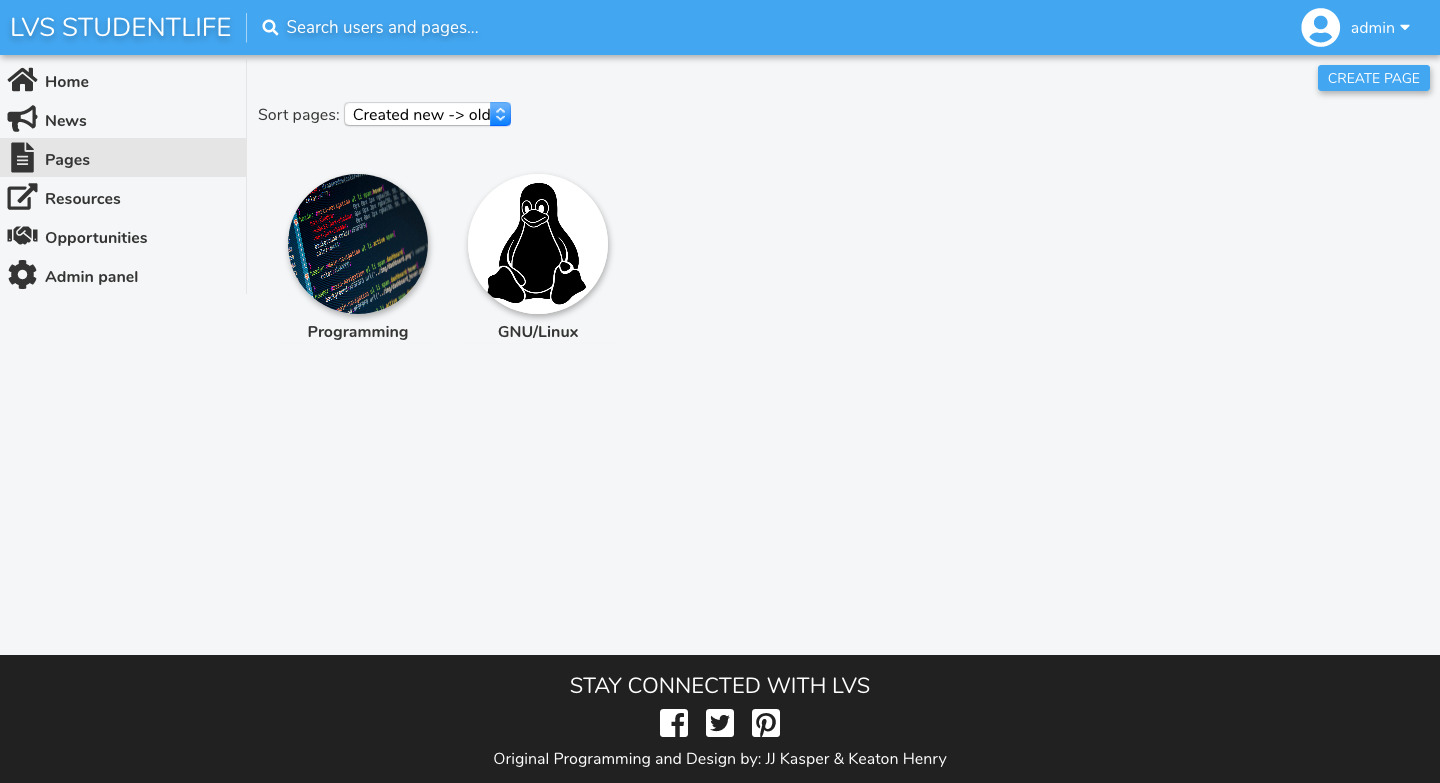 LVS STUDENTLIFE
Search users and pages...
admin
Home
News
Pages
Resources
Opportunities
Admin panel
CREATE PAGE
Sort pages: Created new -> old
Programming
GNU/Linux
STAY CONNECTED WITH LVS
Original Programming and Design by: JJ Kasper & Keaton Henry